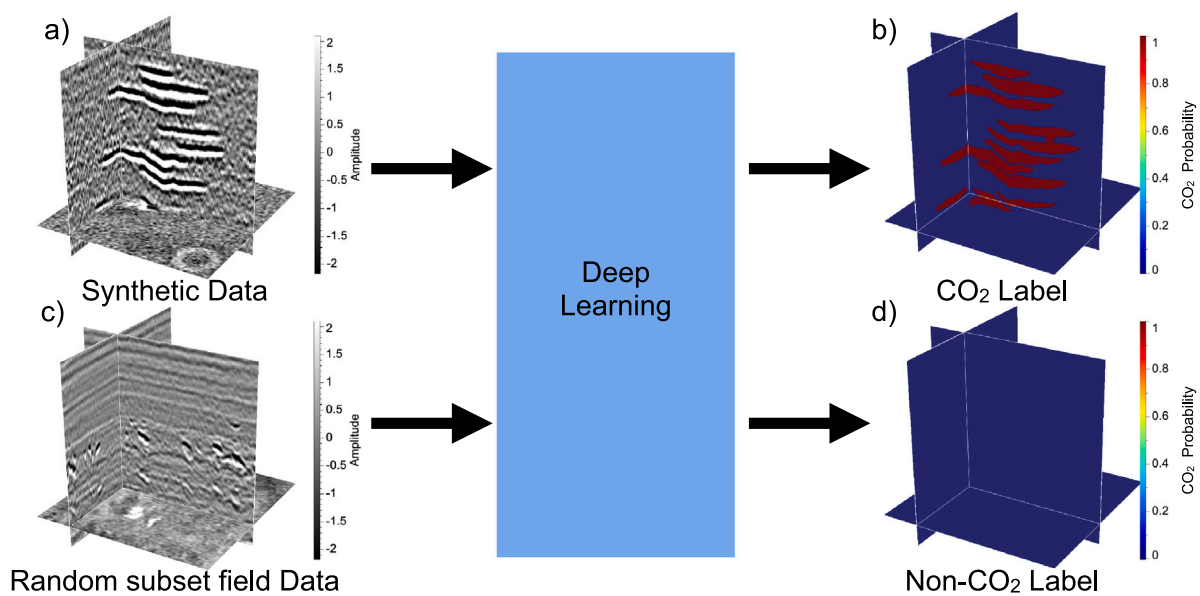 a)
2
1.5
1
0.5
0
-0.5
-1
-1.5
-2
Amplitude
Synthetic Data
b)
1
0.8
0.6
0.4
0.2
0
CO₂ Probability
CO₂ Label
Deep
Learning
c)
2
1.5
1
0.5
0
-0.5
-1
-1.5
-2
Amplitude
Random subset field Data
d)
1
0.8
0.6
0.4
0.2
0
CO₂ Probability
Non-CO₂ Label